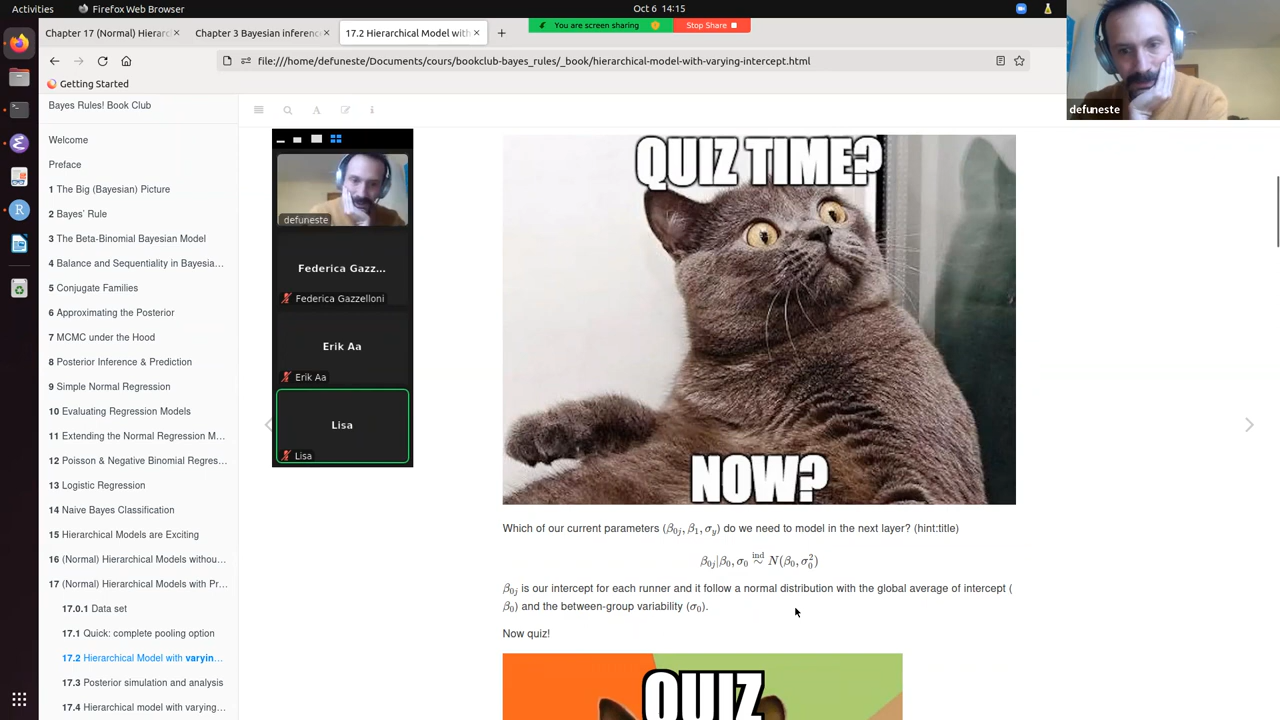 Activities
Firefox Web Browser
Oct 6 14:15
Chapter 17 (Normal) Hierarc
Chapter 3 Bayesian inferenc
17.2 Hierarchical Model with
You are screen sharing
Stop Share
file:///home/defuneste/Documents/cours/bookclub-bayes_rules/_book/hierarchical-model-with-varying-intercept.html
Getting Started
defuneste
Bayes Rules! Book Club
Welcome
Preface
1 The Big (Bayesian) Picture
2 Bayes' Rule
3 The Beta-Binomial Bayesian Model
4 Balance and Sequentiality in Bayesia...
5 Conjugate Families
6 Approximating the Posterior
7 MCMC under the Hood
8 Posterior Inference & Prediction
9 Simple Normal Regression
10 Evaluating Regression Models
11 Extending the Normal Regression M...
12 Poisson & Negative Binomial Regres...
13 Logistic Regression
14 Naive Bayes Classification
15 Hierarchical Models are Exciting
16 (Normal) Hierarchical Models withou...
17 (Normal) Hierarchical Models with Pr...
17.0.1 Data set
17.1 Quick: complete pooling option
17.2 Hierarchical Model with varyin...
17.3 Posterior simulation and analysis
17.4 Hierarchical model with varying...
defuneste
Federica Gazz...
Federica Gazzelloni
Erik Aa
Erik Aa
Lisa
Lisa
QUIZ TIME?
NOW?
Which of our current parameters (β0j, β1, σy) do we need to model in the next layer? (hint:title)
β0j|β0, σ0 ind∼ N(β0, σ0²)
β0j is our intercept for each runner and it follow a normal distribution with the global average of intercept (
β0) and the between-group variability (σ0).
Now quiz!
QUIZ